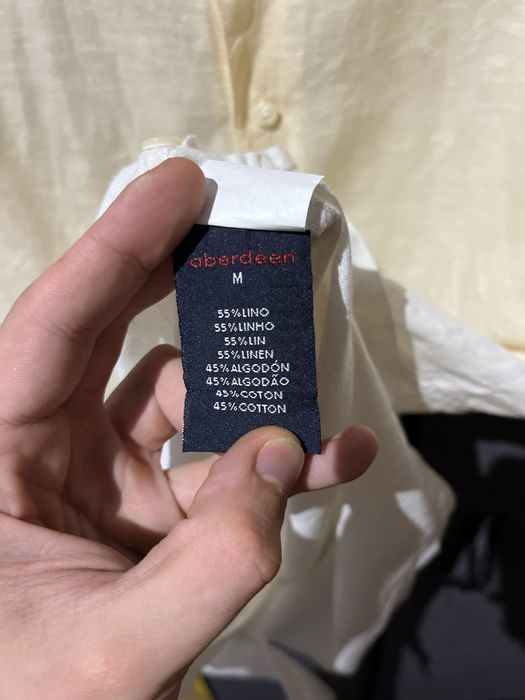 aberdeen
M
55%LINO
55%LINHO
55%LIN
55%LINEN
45%ALGODÓN
45%ALGODÃO
45%COTON
45%COTTON